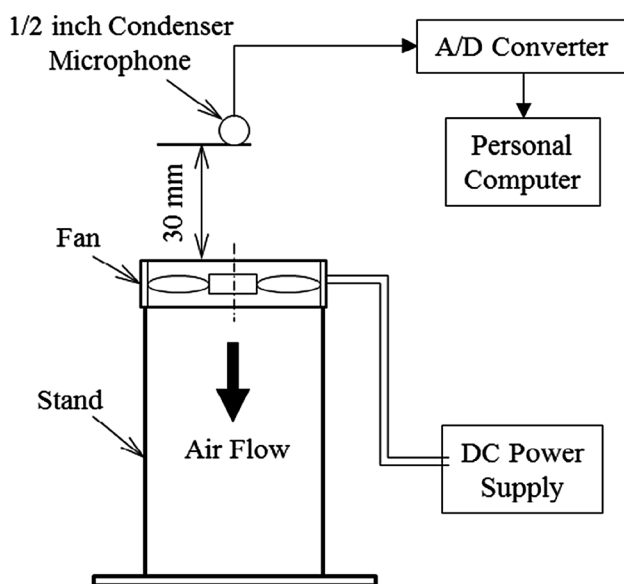 1/2 inch Condenser
Microphone
A/D Converter
Personal
Computer
30 mm
Fan
Stand
Air Flow
DC Power
Supply